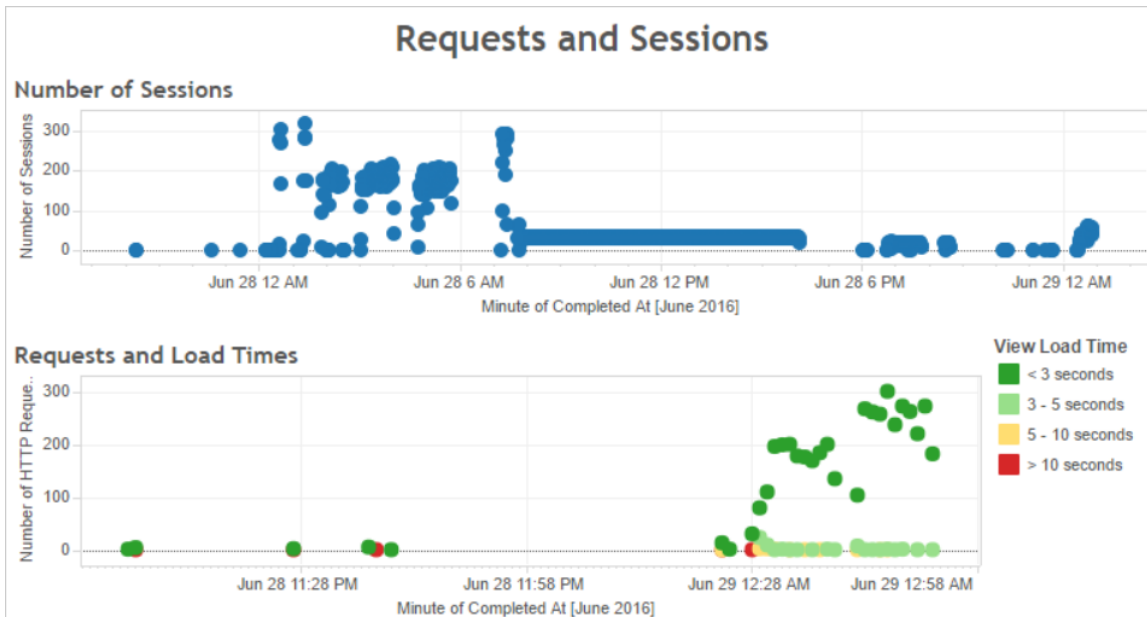 Requests and Sessions
Number of Sessions
Number of Sessions
300
200
100
0
Jun 28 12 AM
Jun 28 6 AM
Jun 28 12 PM
Jun 28 6 PM
Jun 29 12 AM
Minute of Completed At [June 2016]
Requests and Load Times
Number of HTTP Reque..
300
200
100
0
Jun 28 11:28 PM
Jun 28 11:58 PM
Jun 29 12:28 AM
Jun 29 12:58 AM
Minute of Completed At [June 2016]
View Load Time
< 3 seconds
3 - 5 seconds
5 - 10 seconds
> 10 seconds